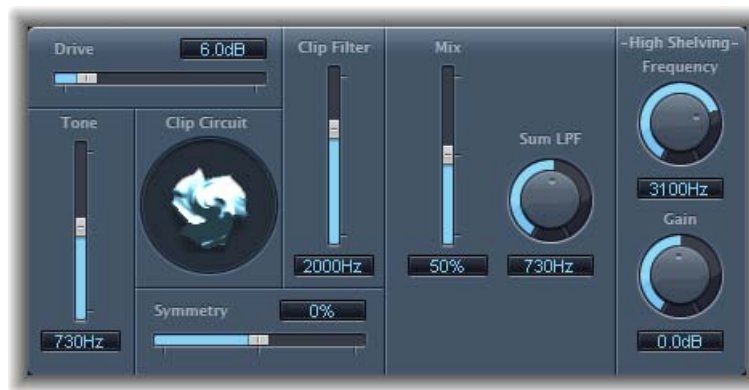 Drive
6.0dB
Clip Filter
Mix
-High Shelving-
Frequency
Tone
Clip Circuit
Sum LPF
3100Hz
Gain
2000Hz
50%
730Hz
Symmetry
0%
730Hz
0.0dB